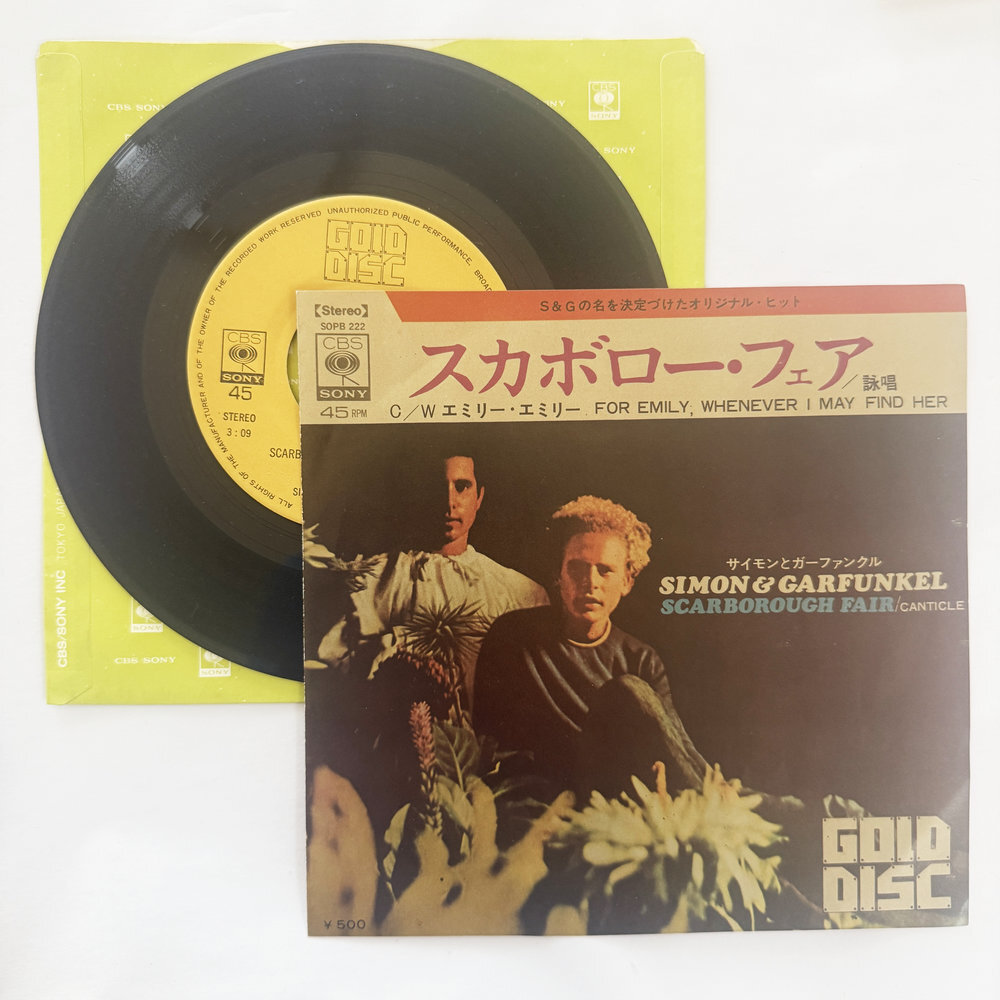 CBS SONY
CBS
SONY
SONY
UNAUTHORIZED PUBLIC PERFORMANCE, BROAD
ALL RIGHTS OF THE MANUFACTURER AND OF THE OWNER OF THE RECORDED WORK RESERVED
GOLD
DISC
CBS
SONY
45
STEREO
3:09
SCARB
SI
CBS/SONY INC TOKYO JAPA
SONY
CBS/SONY
SONY
S&Gの名を決定づけたオリジナル・ヒット
【Stereo】
SOPB 222
CBS
SONY
45 RPM
スカボロー・フェア/詠唱
C/W エミリー・エミリー FOR EMILY, WHENEVER I MAY FIND HER
サイモンとガーファンクル
SIMON & GARFUNKEL
SCARBOROUGH FAIR/CANTICLE
GOLD
DISC
¥500